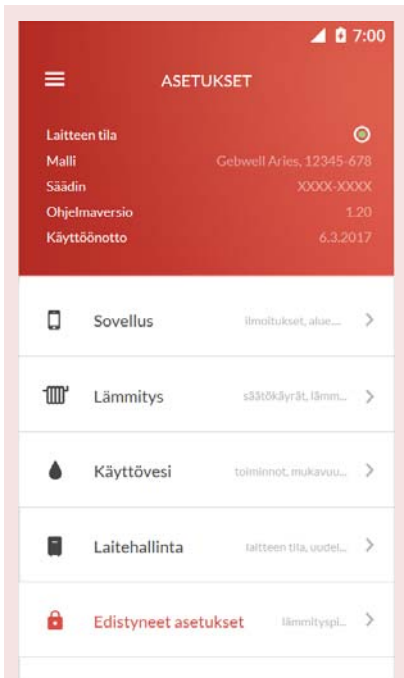 7:00
ASETUKSET
Laitteen tila
Malli Gebwell Aries, 12345-678
Säädin XXXX-XXXX
Ohjelmaversio 1.20
Käyttöönotto 6.3.2017
Sovellus ilmoitukset, alue...
Lämmitys säätökäyrät, lämm...
Käyttövesi toiminnot, mukavuu...
Laitehallinta laitteen tila, uudel...
Edistyneet asetukset lämmityspi...